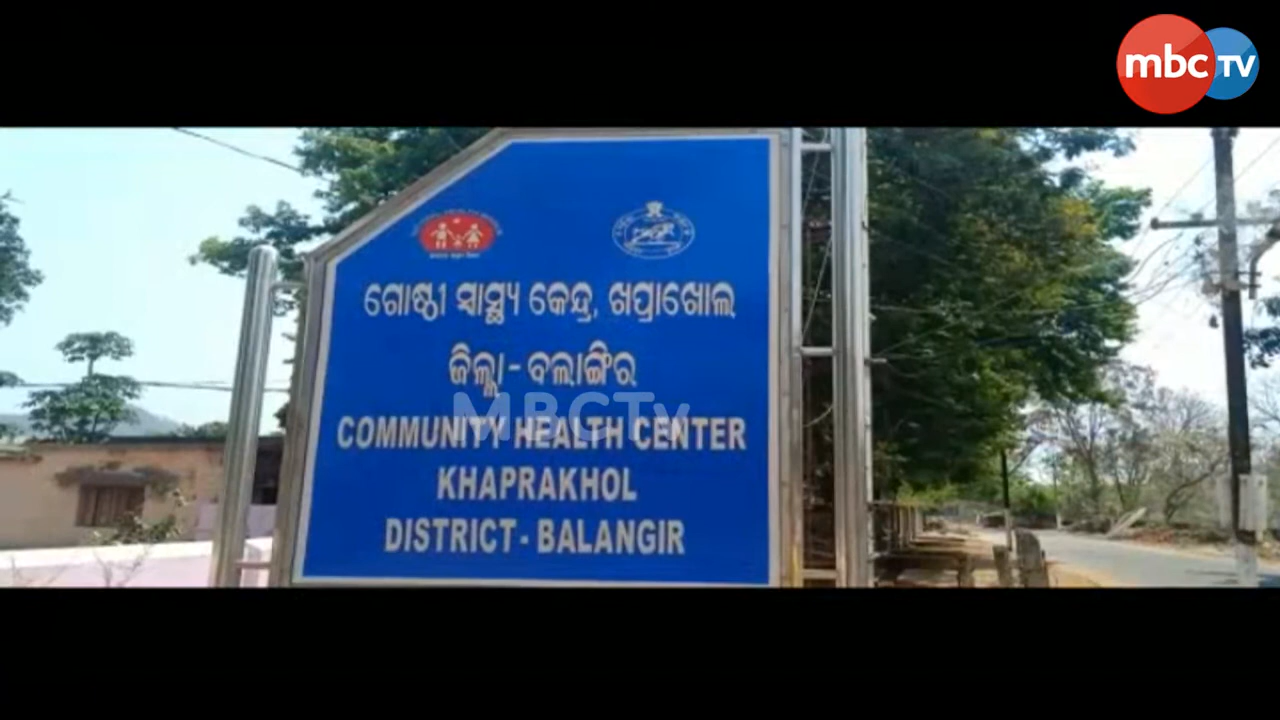 mbc TV
ଗୋଷ୍ଠୀ ସ୍ୱାସ୍ଥ୍ୟ କେନ୍ଦ୍ର, ଖପ୍ରାଖୋଲ
ଜିଲ୍ଲା - ବଲାଙ୍ଗିର
MBCTv
COMMUNITY HEALTH CENTER
KHAPRAKHOL
DISTRICT - BALANGIR